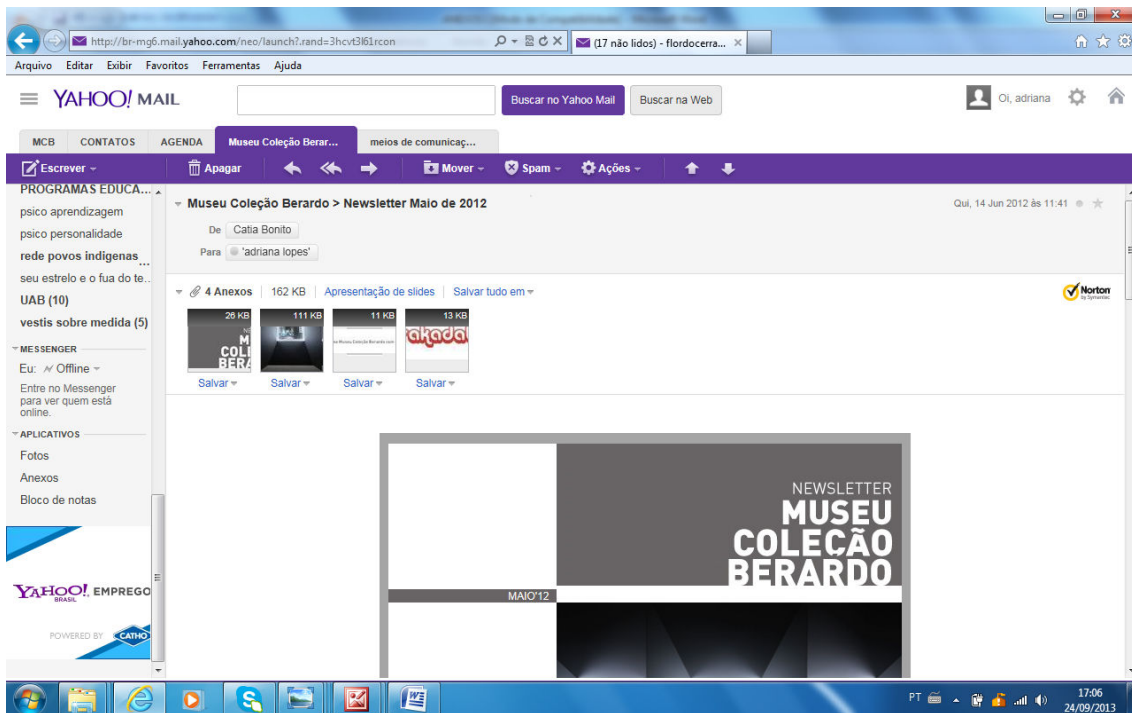 http://br-mg6.mail.yahoo.com/neo/launch?.rand=3hcvt3l61rcon
(17 não lidos) - flordocerra...
Arquivo Editar Exibir Favoritos Ferramentas Ajuda
YAHOO! MAIL
Buscar no Yahoo Mail
Buscar na Web
Oi, adriana
MCB CONTATOS AGENDA Museu Coleção Berar... meios de comunicaç...
Escrever Apagar Mover Spam Ações
PROGRAMAS EDUCA...
psico aprendizagem
psico personalidade
rede povos indigenas...
seu estrelo e o fua do te...
UAB (10)
vestis sobre medida (5)
MESSENGER
Eu: Offline
Entre no Messenger
para ver quem está
online.
APLICATIVOS
Fotos
Anexos
Bloco de notas
YAHOO! EMPREGO
BRASIL
POWERED BY CATHO
Museu Coleção Berardo > Newsletter Maio de 2012
Qui, 14 Jun 2012 às 11:41
De Catia Bonito
Para 'adriana lopes'
4 Anexos 162 KB Apresentação de slides Salvar tudo em
Norton
by Symantec
26 KB 111 KB 11 KB 13 KB
M
COLI
BERA
akadal
Salvar Salvar Salvar Salvar
NEWSLETTER
MUSEU
COLEÇÃO
BERARDO
MAIO'12
PT
17:06
24/09/2013